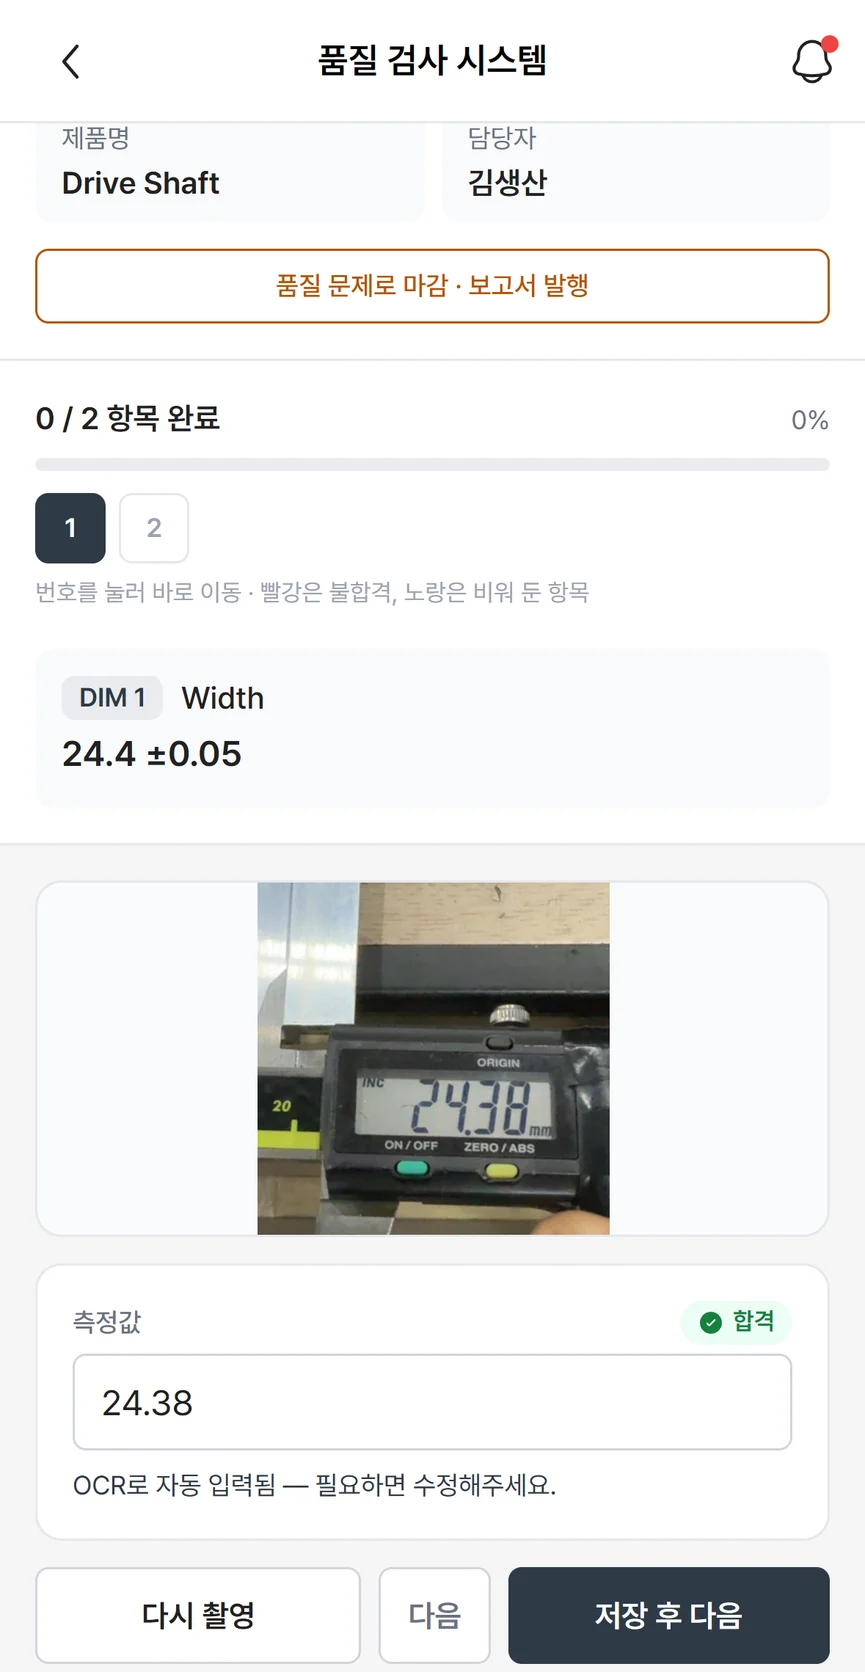 품질 검사 시스템
제품명
담당자
Drive Shaft
김생산
품질 문제로 마감 · 보고서 발행
0 / 2 항목 완료
0%
1
2
번호를 눌러 바로 이동 · 빨강은 불합격, 노랑은 비워 둔 항목
DIM 1
Width
24.4 ±0.05
ORIGIN
INC
24.38
mm
20
ON / OFF
ZERO / ABS
측정값
합격
24.38
OCR로 자동 입력됨 — 필요하면 수정해주세요.
다시 촬영
다음
저장 후 다음